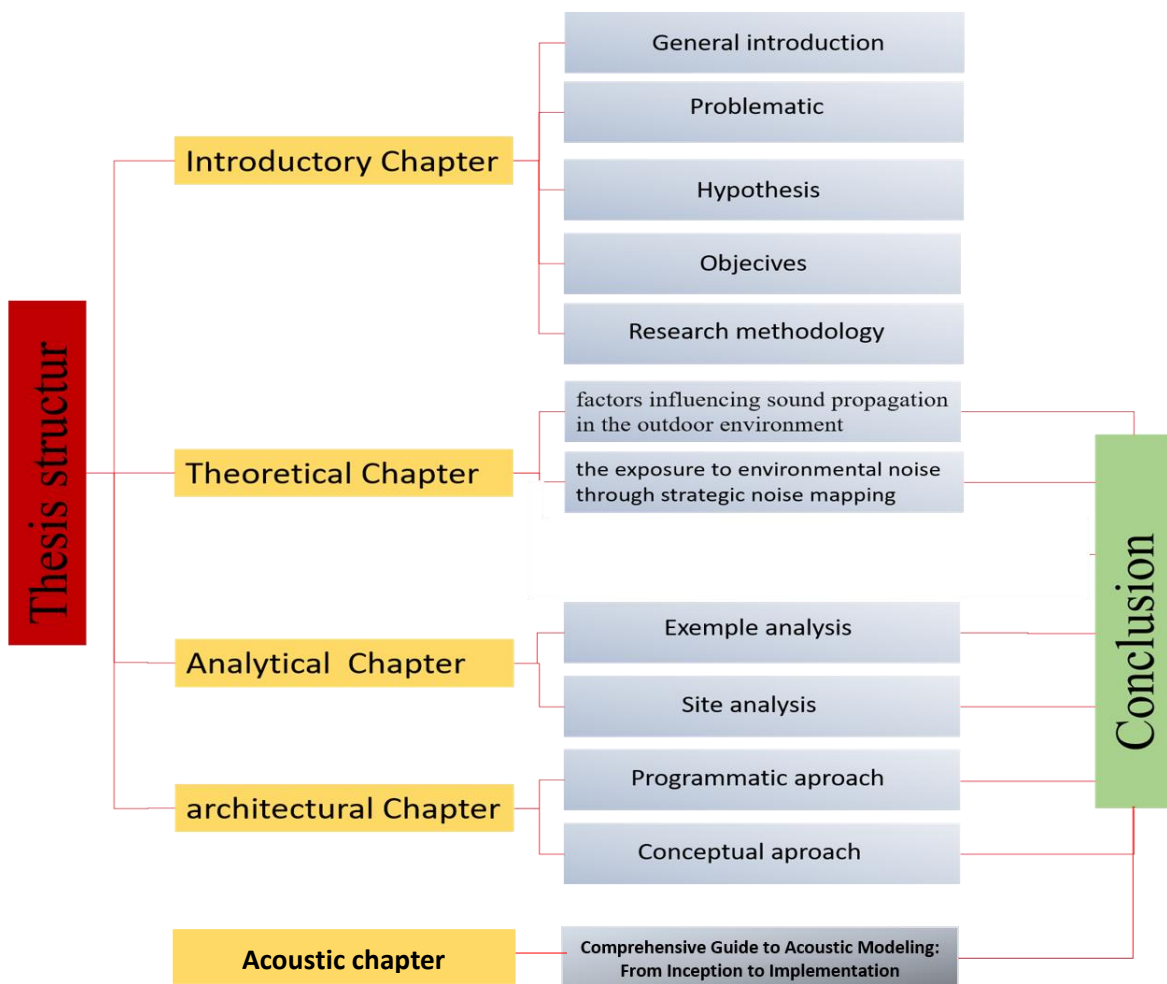 Thesis structur
Introductory Chapter
General introduction
Problematic
Hypothesis
Objecives
Research methodology
Theoretical Chapter
factors influencing sound propagation
in the outdoor environment
the exposure to environmental noise
through strategic noise mapping
Analytical Chapter
Exemple analysis
Site analysis
architectural Chapter
Programmatic aproach
Conceptual aproach
Acoustic chapter
Comprehensive Guide to Acoustic Modeling:
From Inception to Implementation
Conclusion